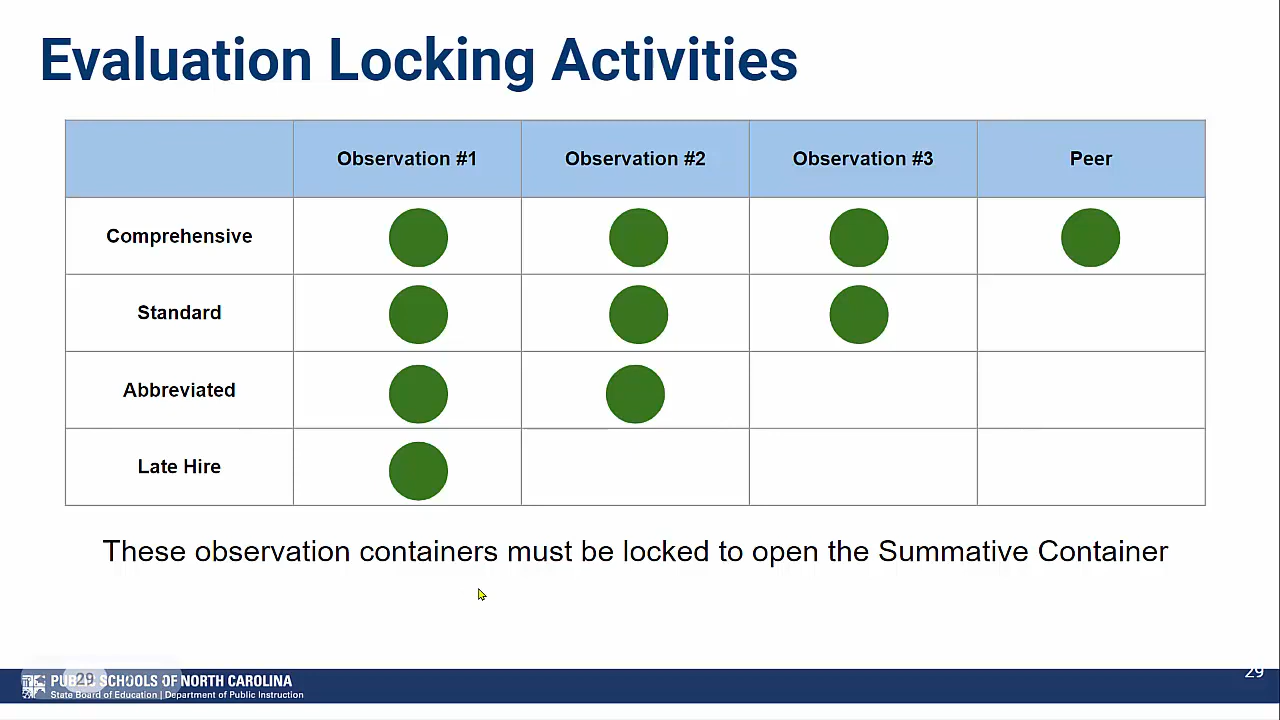 Evaluation Locking Activities
Observation #1 Observation #2 Observation #3 Peer
Comprehensive
Standard
Abbreviated
Late Hire
These observation containers must be locked to open the Summative Container
29
29
PUBLIC SCHOOLS OF NORTH CAROLINA
State Board of Education | Department of Public Instruction